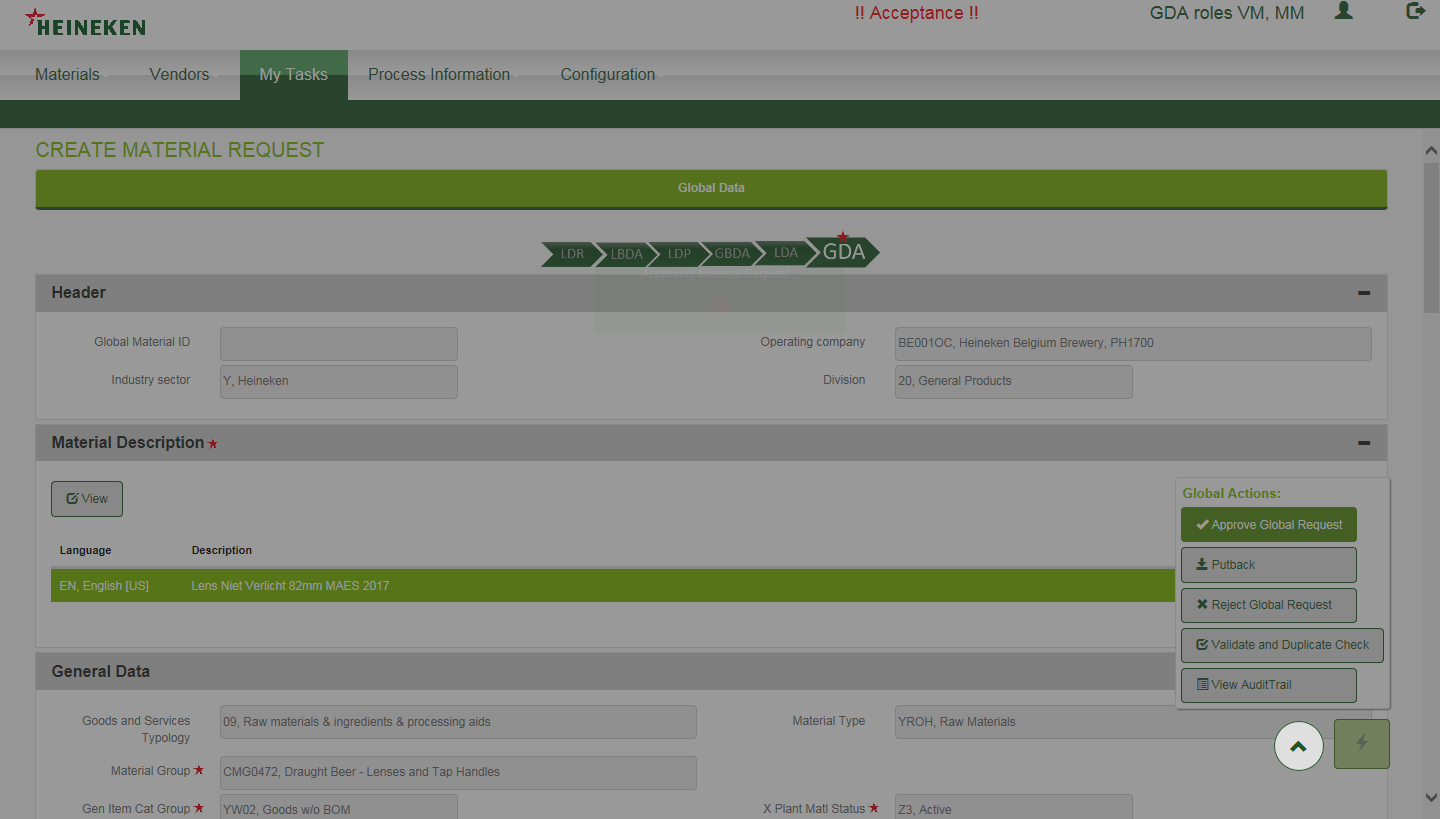 HEINEKEN
!! Acceptance !!
GDA roles VM, MM
Materials
Vendors
My Tasks
Process Information
Configuration
CREATE MATERIAL REQUEST
Global Data
LDR
LBDA
LDP
GBDA
LDA
GDA
Approving Material Request
Header
Global Material ID
Operating company
BE001OC, Heineken Belgium Brewery, PH1700
Industry sector
Y, Heineken
Division
20, General Products
Material Description
View
Language
Description
EN, English [US]
Lens Niet Verlicht 82mm MAES 2017
Global Actions:
Approve Global Request
Putback
Reject Global Request
Validate and Duplicate Check
View AuditTrail
General Data
Goods and Services
Typology
09, Raw materials & ingredients & processing aids
Material Type
YROH, Raw Materials
Material Group
CMG0472, Draught Beer - Lenses and Tap Handles
Gen Item Cat Group
YW02, Goods w/o BOM
X Plant Matl Status
Z3, Active